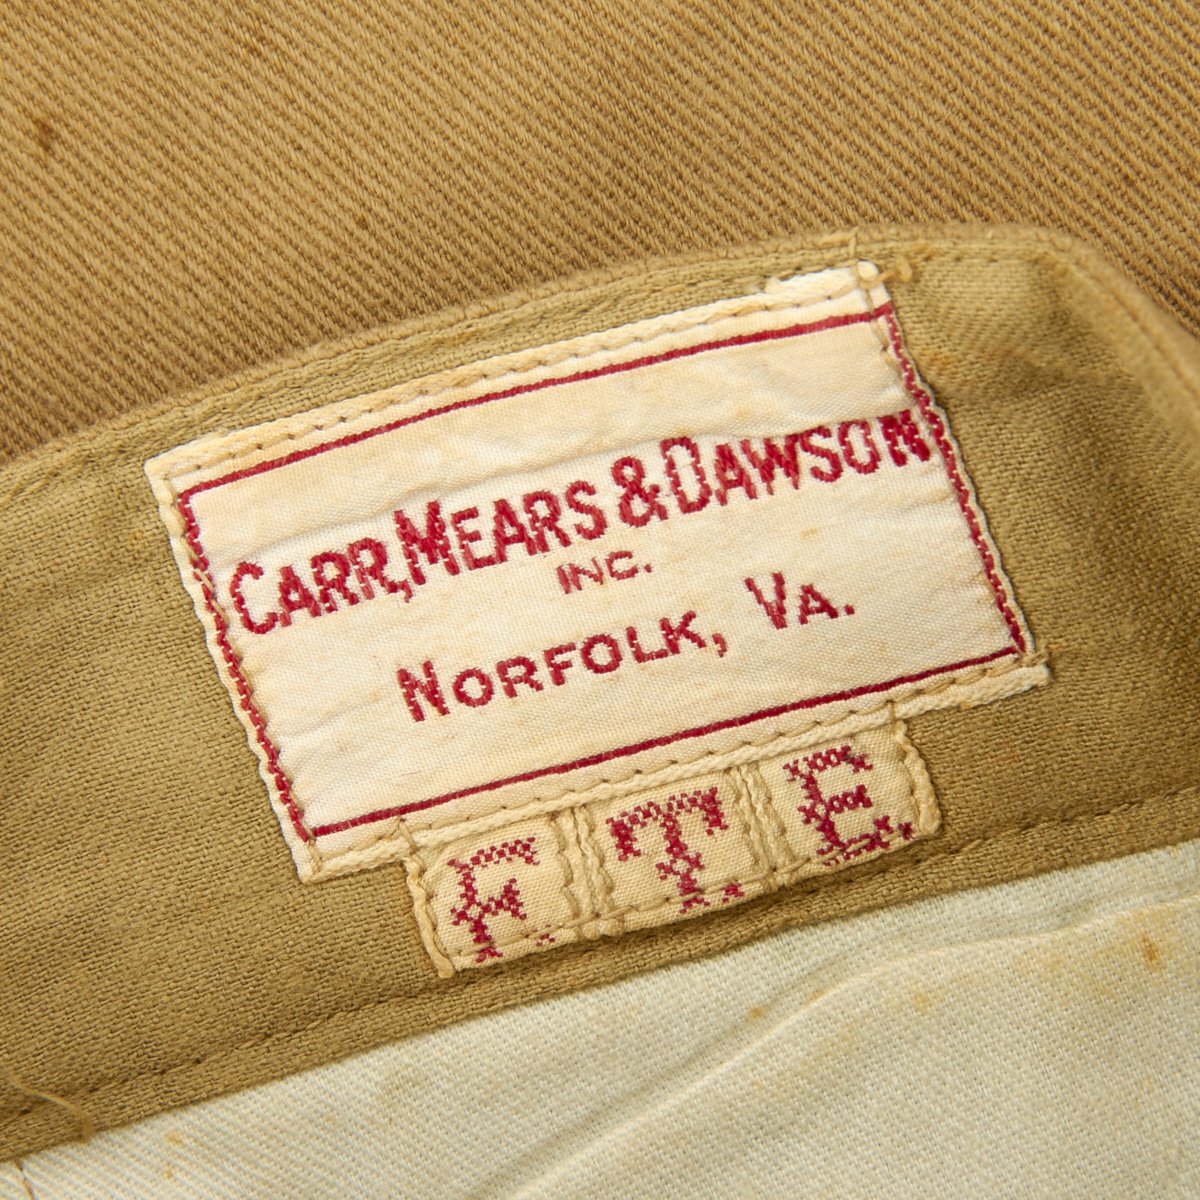 CARR, MEARS & DAWSON
INC.
NORFOLK, VA.
F. T. E.